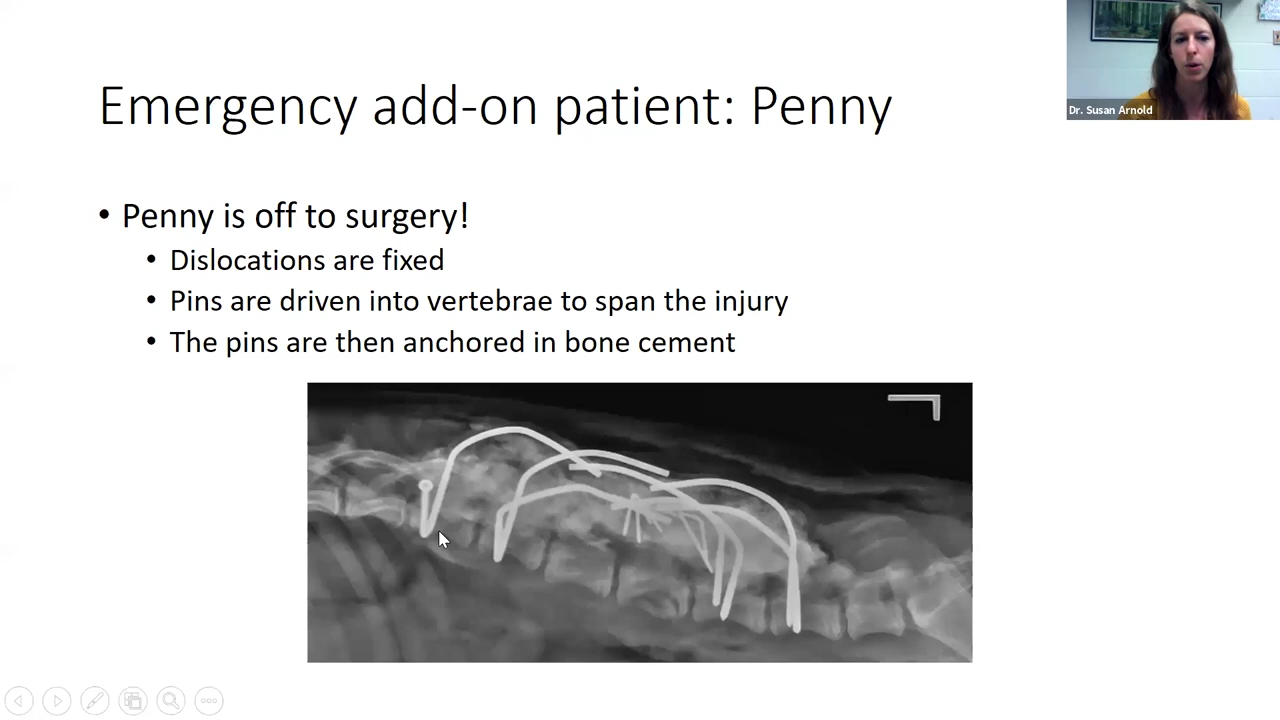 Emergency add-on patient: Penny
Dr. Susan Arnold
• Penny is off to surgery!
• Dislocations are fixed
• Pins are driven into vertebrae to span the injury
• The pins are then anchored in bone cement